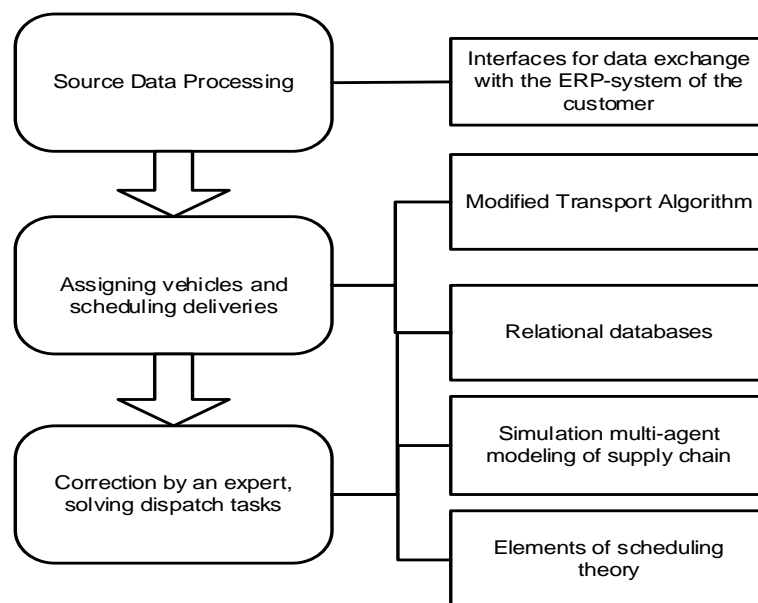 Source Data Processing
Interfaces for data exchange
with the ERP-system of the
customer
Modified Transport Algorithm
Assigning vehicles and
scheduling deliveries
Relational databases
Simulation multi-agent
modeling of supply chain
Correction by an expert,
solving dispatch tasks
Elements of scheduling
theory